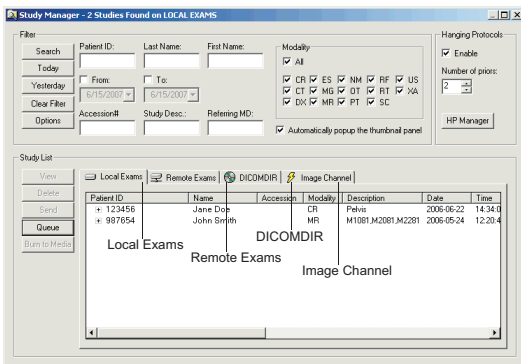 Study Manager - 2 Studies Found on LOCAL EXAMS
Filter
Search
Today
Yesterday
Clear Filter
Options
Patient ID: Last Name: First Name:
From: To:
6/15/2007 6/15/2007
Accession# Study Desc.: Referring MD:
Modality
All
CR ES NM RF US
CT MG OT RT XA
DX MR PT SC
Automatically popup the thumbnail panel
Hanging Protocols
Enable
Number of priors:
2
HP Manager
Study List
View
Delete
Send
Queue
Burn to Media
Local Exams Remote Exams DICOMDIR Image Channel
Patient ID Name Accession Modality Description Date Time
123456 Jane Doe CR Pelvis 2006-06-22 14:34:0
987654 John Smith MR M1081,M2081,M2281 2006-05-24 12:20:4
Local Exams
Remote Exams
DICOMDIR
Image Channel